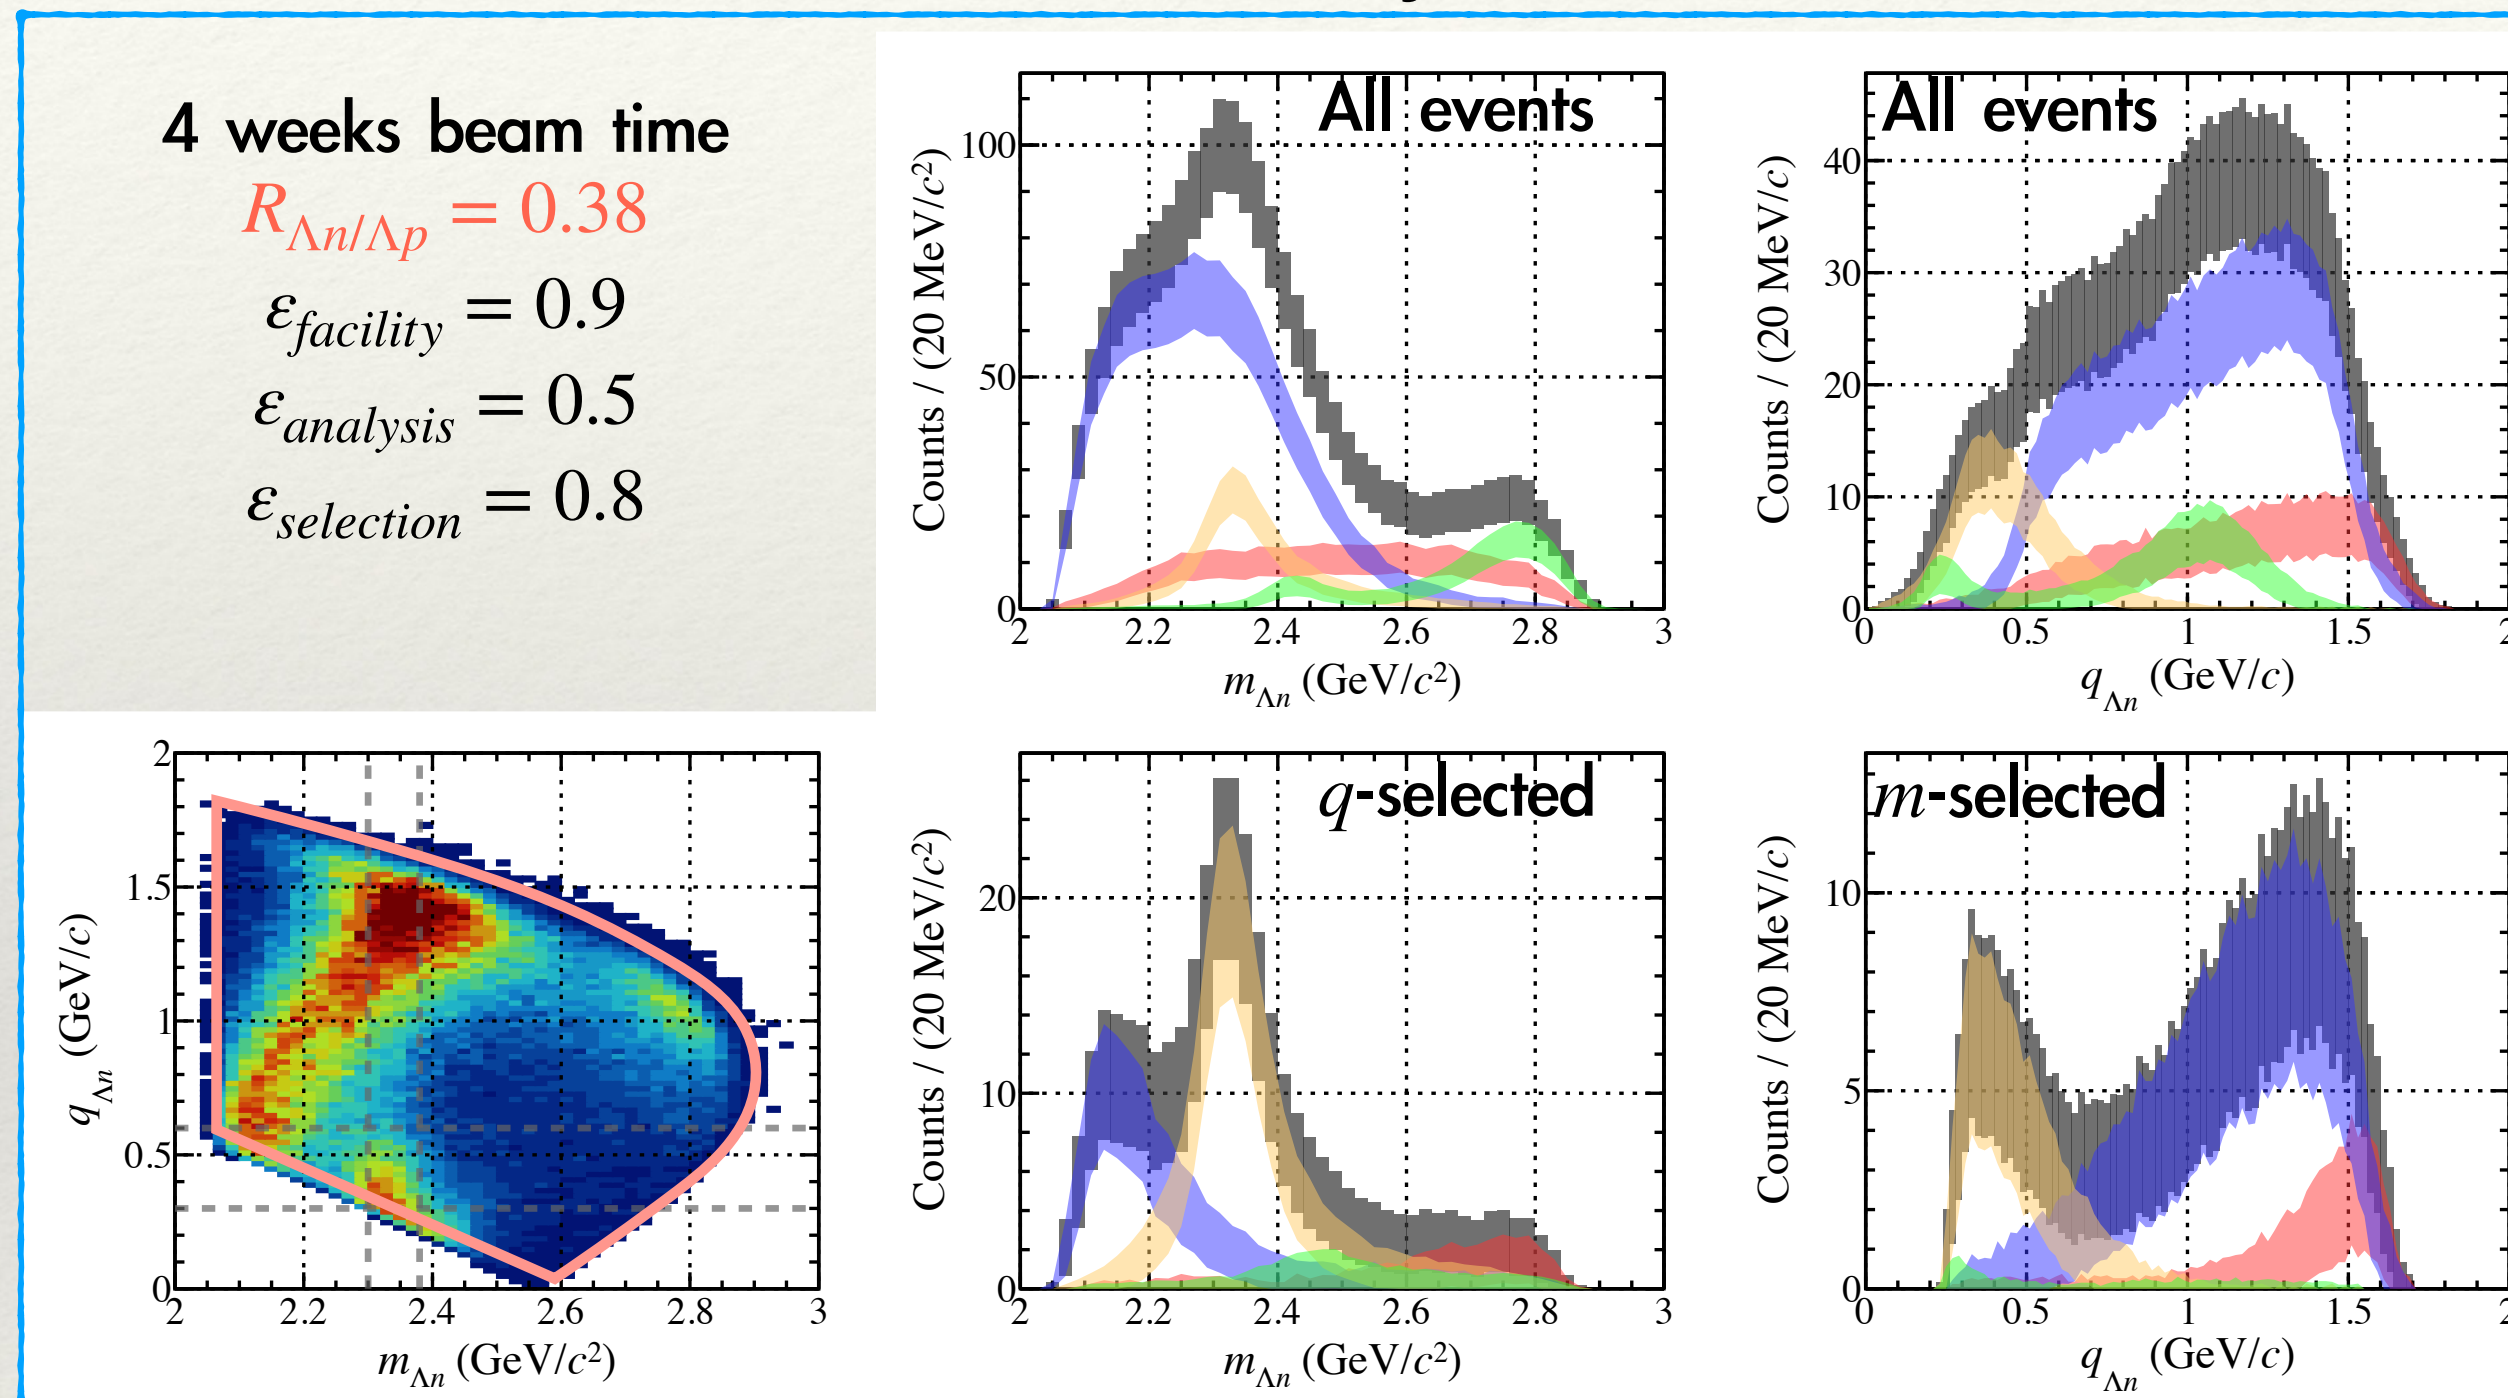 4 weeks beam time
R_{Λn/Λp} = 0.38
ε_{facility} = 0.9
ε_{analysis} = 0.5
ε_{selection} = 0.8
All events
Counts / (20 MeV/c²)
100
50
0
2 2.2 2.4 2.6 2.8 3
m_{Λn} (GeV/c²)
All events
Counts / (20 MeV/c)
40
30
20
10
0
0 0.5 1 1.5
q_{Λn} (GeV/c)
2
1.5
1
0.5
0
q_{Λn} (GeV/c)
2 2.2 2.4 2.6 2.8 3
m_{Λn} (GeV/c²)
q-selected
Counts / (20 MeV/c²)
20
10
0
2 2.2 2.4 2.6 2.8 3
m_{Λn} (GeV/c²)
m-selected
Counts / (20 MeV/c)
10
5
0
0 0.5 1 1.5
q_{Λn} (GeV/c)